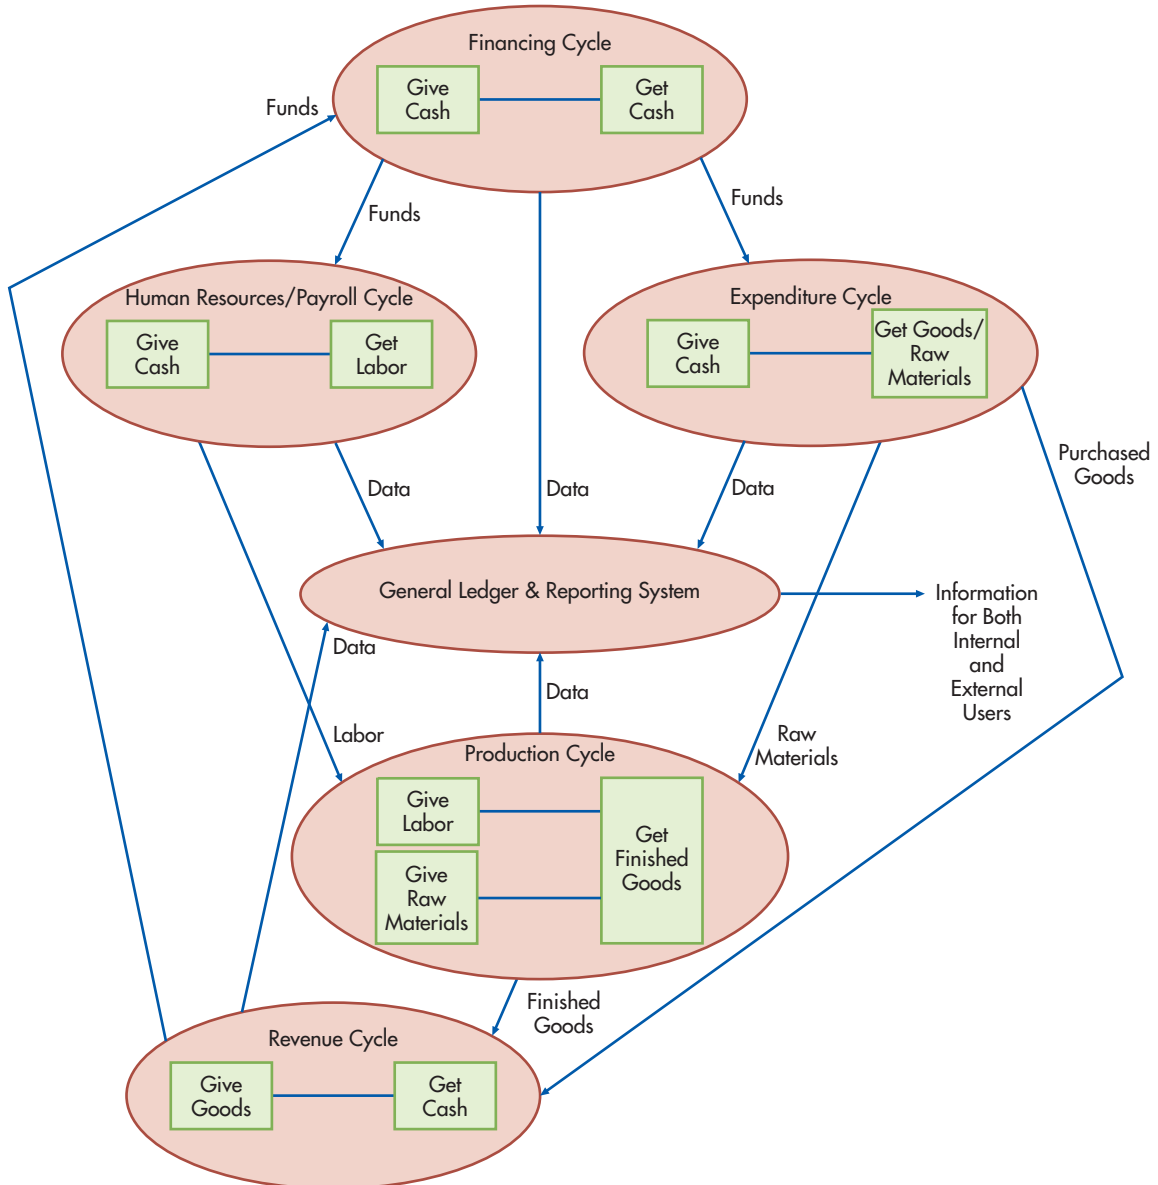 Financing Cycle
Give
Cash
Get
Cash
Funds
Funds
Funds
Human Resources/Payroll Cycle
Give
Cash
Get
Labor
Expenditure Cycle
Give
Cash
Get Goods/
Raw
Materials
Purchased
Goods
Data
Data
Data
General Ledger & Reporting System
Information
for Both
Internal
and
External
Users
Data
Data
Labor
Raw
Materials
Production Cycle
Give
Labor
Give
Raw
Materials
Get
Finished
Goods
Finished
Goods
Revenue Cycle
Give
Goods
Get
Cash